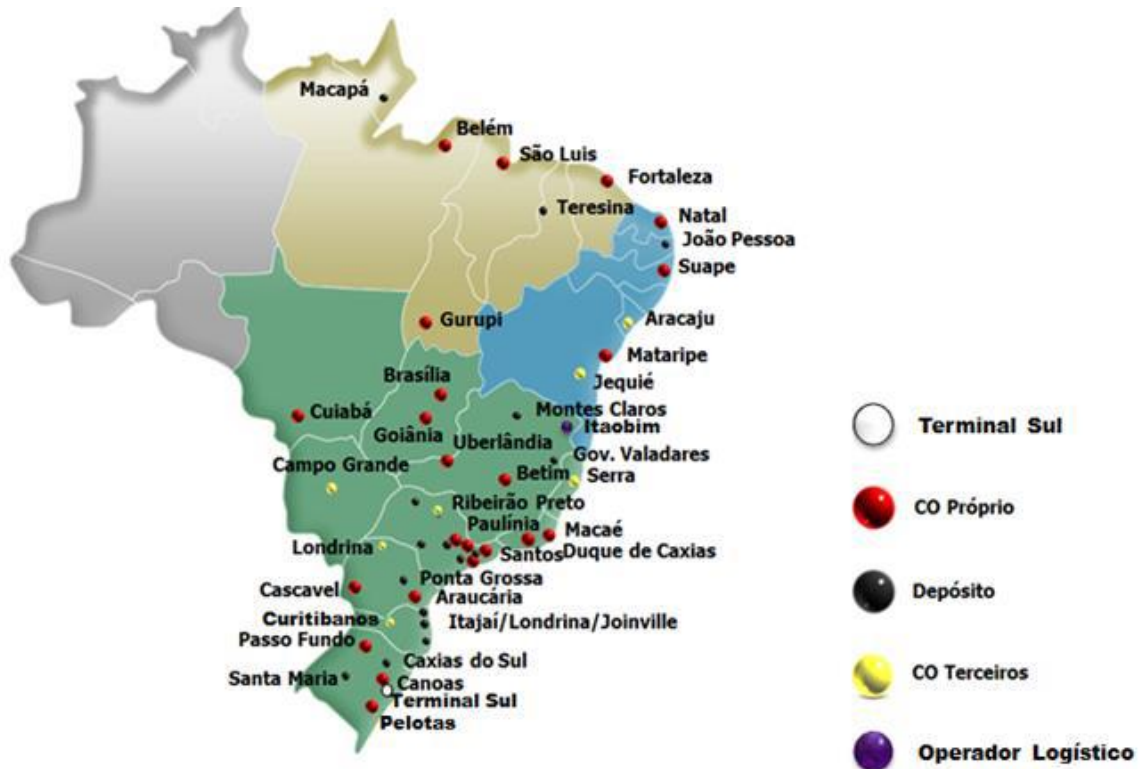 Macapá
Belém
São Luis
Fortaleza
Teresina
Natal
João Pessoa
Suape
Gurupi
Aracaju
Mataripe
Brasília
Jequié
Cuiabá
Montes Claros
Goiânia
Itaobim
Uberlândia
Gov. Valadares
Campo Grande
Betim
Serra
Ribeirão Preto
Paulínia
Macaé
Londrina
Santos
Duque de Caxias
Ponta Grossa
Cascavel
Araucária
Curitibanos
Itajaí/Londrina/Joinville
Passo Fundo
Caxias do Sul
Santa Maria
Canoas
Terminal Sul
Pelotas
Terminal Sul
CO Próprio
Depósito
CO Terceiros
Operador Logístico